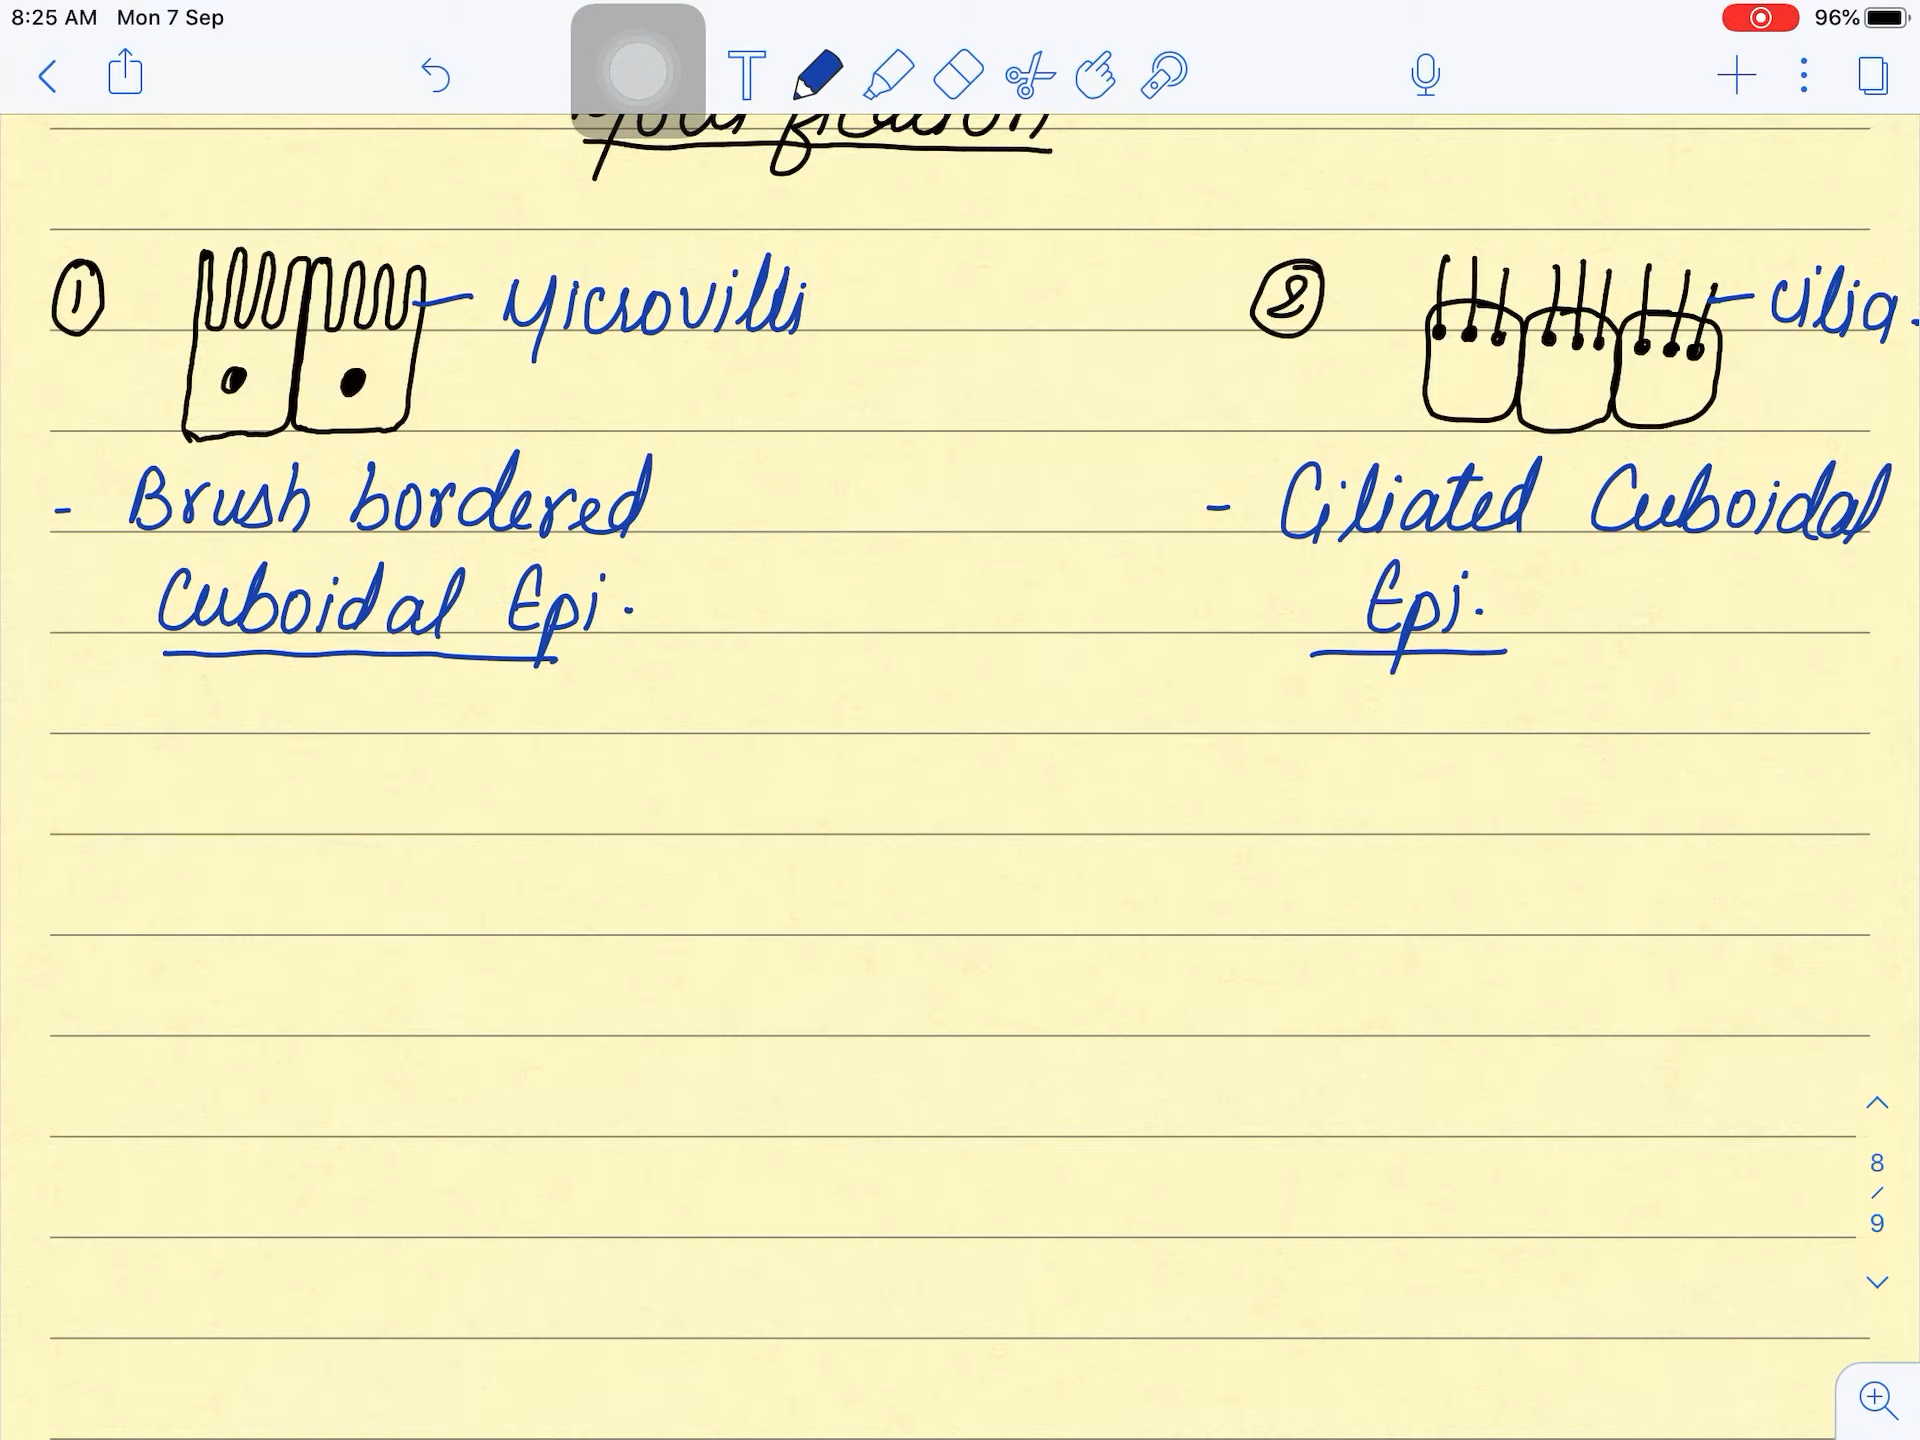 8:25 AM Mon 7 Sep
96%
T
① Microvilli
② Cilia.
- Brush bordered
Cuboidal Epi.
- Ciliated Cuboidal
Epi.
8
/
9